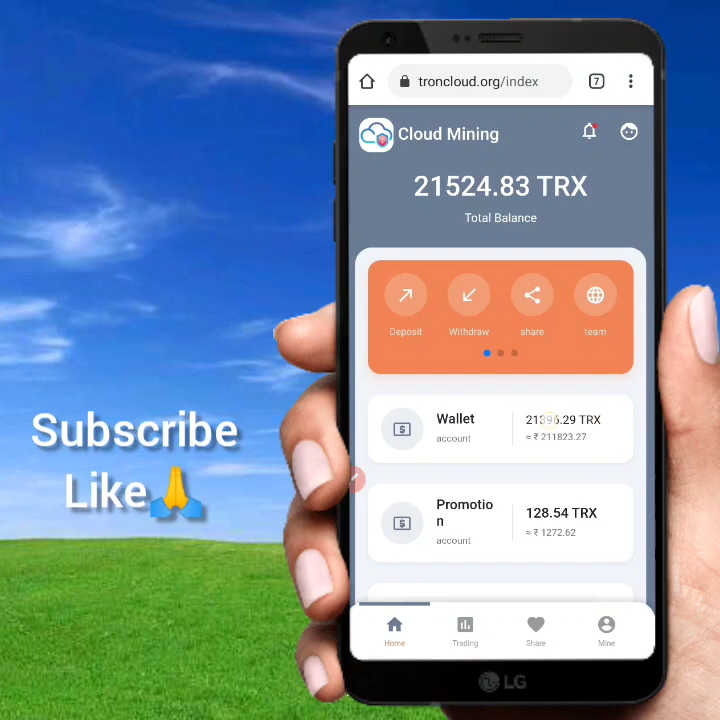 troncloud.org/index
7
Cloud Mining
21524.83 TRX
Total Balance
Deposit
Withdraw
share
team
Wallet
account
21396.29 TRX
≈ ₹ 211823.27
Promotio
n
account
128.54 TRX
≈ ₹ 1272.62
Home
Trading
Share
Mine
LG
Subscribe
Like🙏